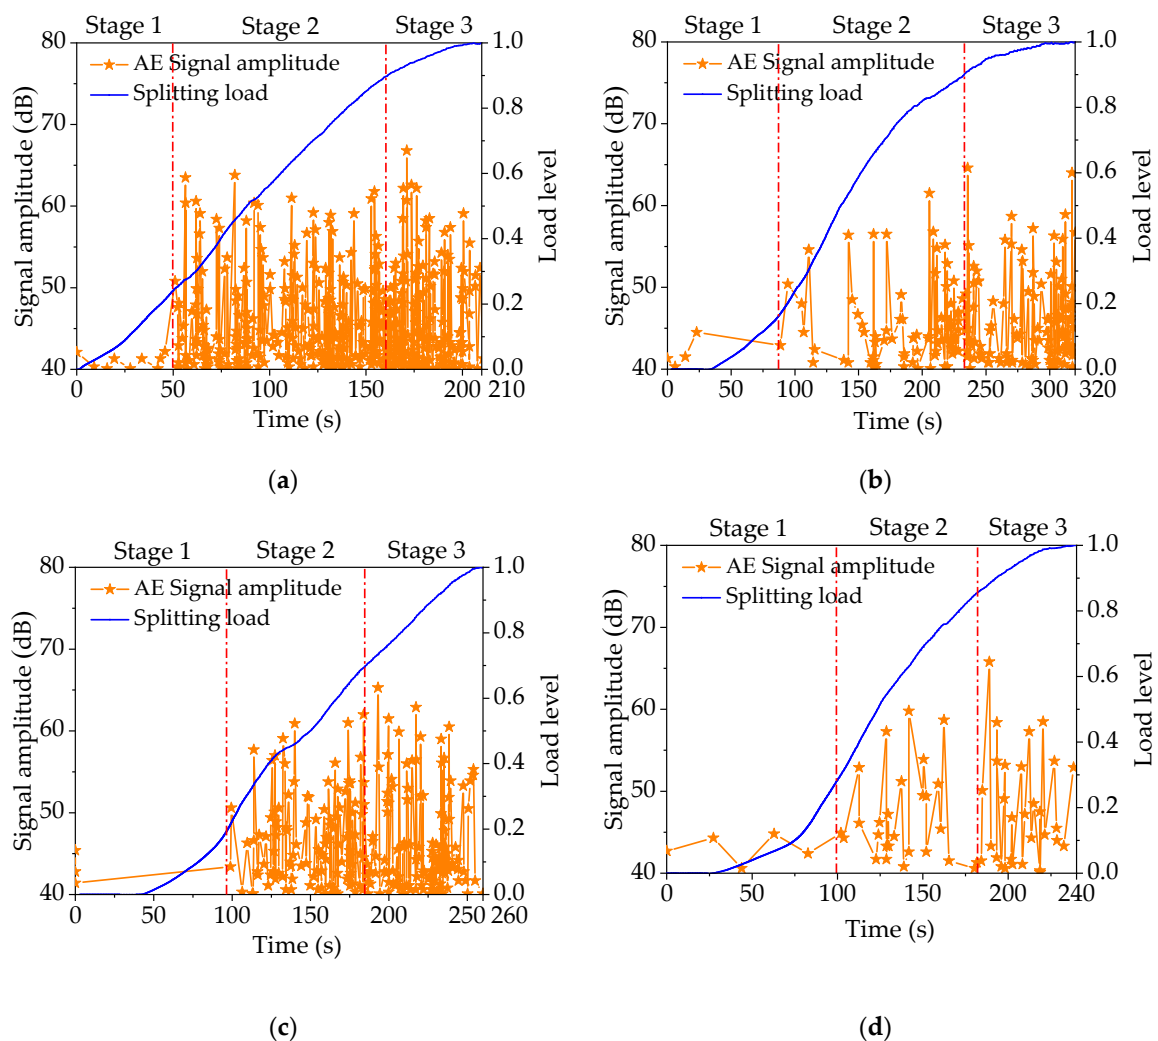 Stage 1 Stage 2 Stage 3
80 1.0
AE Signal amplitude
Splitting load
70 0.8
60 0.6
50 0.4
0.2
40 0.0
Signal amplitude (dB)
Load level
0 50 100 150 200 210
Time (s)
(a)
Stage 1 Stage 2 Stage 3
80 1.0
AE Signal amplitude
Splitting load
70 0.8
60 0.6
50 0.4
0.2
40 0.0
Signal amplitude (dB)
Load level
0 50 100 150 200 250 300 320
Time (s)
(b)
Stage 1 Stage 2 Stage 3
80 1.0
AE Signal amplitude
Splitting load
70 0.8
60 0.6
50 0.4
0.2
40 0.0
Signal amplitude (dB)
Load level
0 50 100 150 200 250 260
Time (s)
(c)
Stage 1 Stage 2 Stage 3
80 1.0
AE Signal amplitude
Splitting load
70 0.8
60 0.6
50 0.4
0.2
40 0.0
Signal amplitude (dB)
Load level
0 50 100 150 200 240
Time (s)
(d)